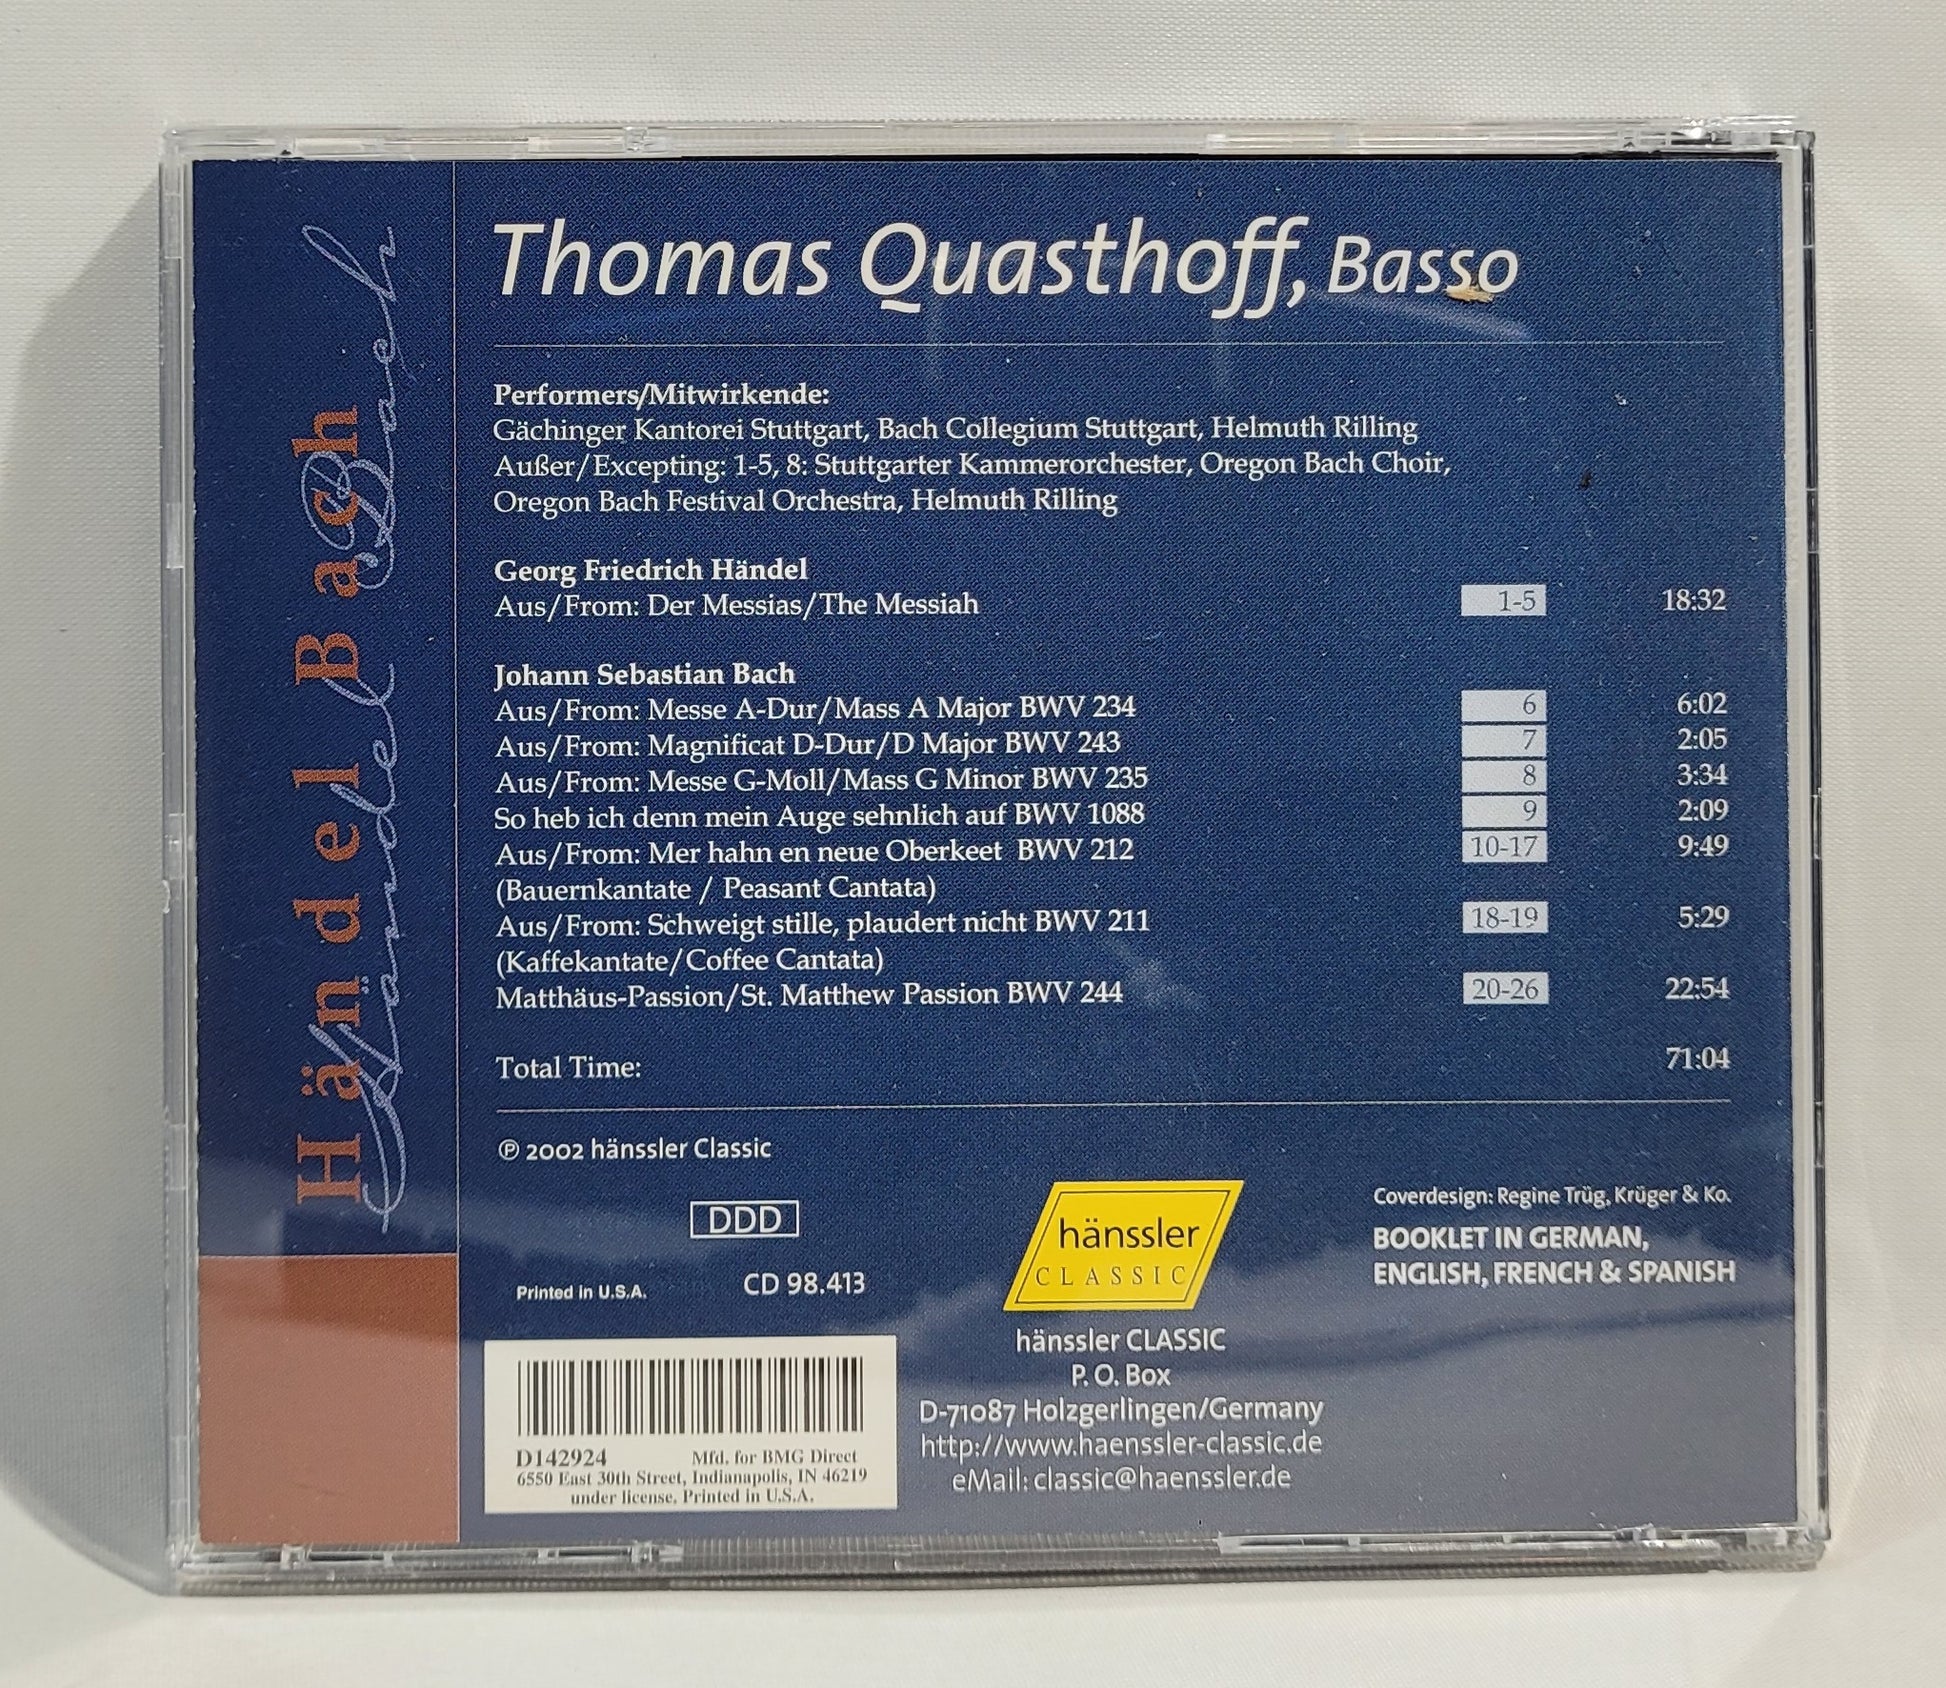 Händel Bach
Haendel Bach
Thomas Quasthoff, Basso
Performers/Mitwirkende:
Gächinger Kantorei Stuttgart, Bach Collegium Stuttgart, Helmuth Rilling
Außer/Excepting: 1-5, 8: Stuttgarter Kammerorchester, Oregon Bach Choir,
Oregon Bach Festival Orchestra, Helmuth Rilling
Georg Friedrich Händel
Aus/From: Der Messias/The Messiah 1-5 18:32
Johann Sebastian Bach
Aus/From: Messe A-Dur/Mass A Major BWV 234 6 6:02
Aus/From: Magnificat D-Dur/D Major BWV 243 7 2:05
Aus/From: Messe G-Moll/Mass G Minor BWV 235 8 3:34
So heb ich denn mein Auge sehnlich auf BWV 1088 9 2:09
Aus/From: Mer hahn en neue Oberkeet BWV 212 10-17 9:49
(Bauernkantate / Peasant Cantata)
Aus/From: Schweigt stille, plaudert nicht BWV 211 18-19 5:29
(Kaffekantate/Coffee Cantata)
Matthäus-Passion/St. Matthew Passion BWV 244 20-26 22:54
Total Time: 71:04
℗ 2002 hänssler Classic
DDD
Printed in U.S.A. CD 98.413
hänssler
CLASSIC
Coverdesign: Regine Trüg, Krüger & Ko.
BOOKLET IN GERMAN,
ENGLISH, FRENCH & SPANISH
hänssler CLASSIC
P. O. Box
D-71087 Holzgerlingen/Germany
http://www.haenssler-classic.de
eMail: classic@haenssler.de
D142924 Mfd. for BMG Direct
6550 East 30th Street, Indianapolis, IN 46219
under license, Printed in U.S.A.